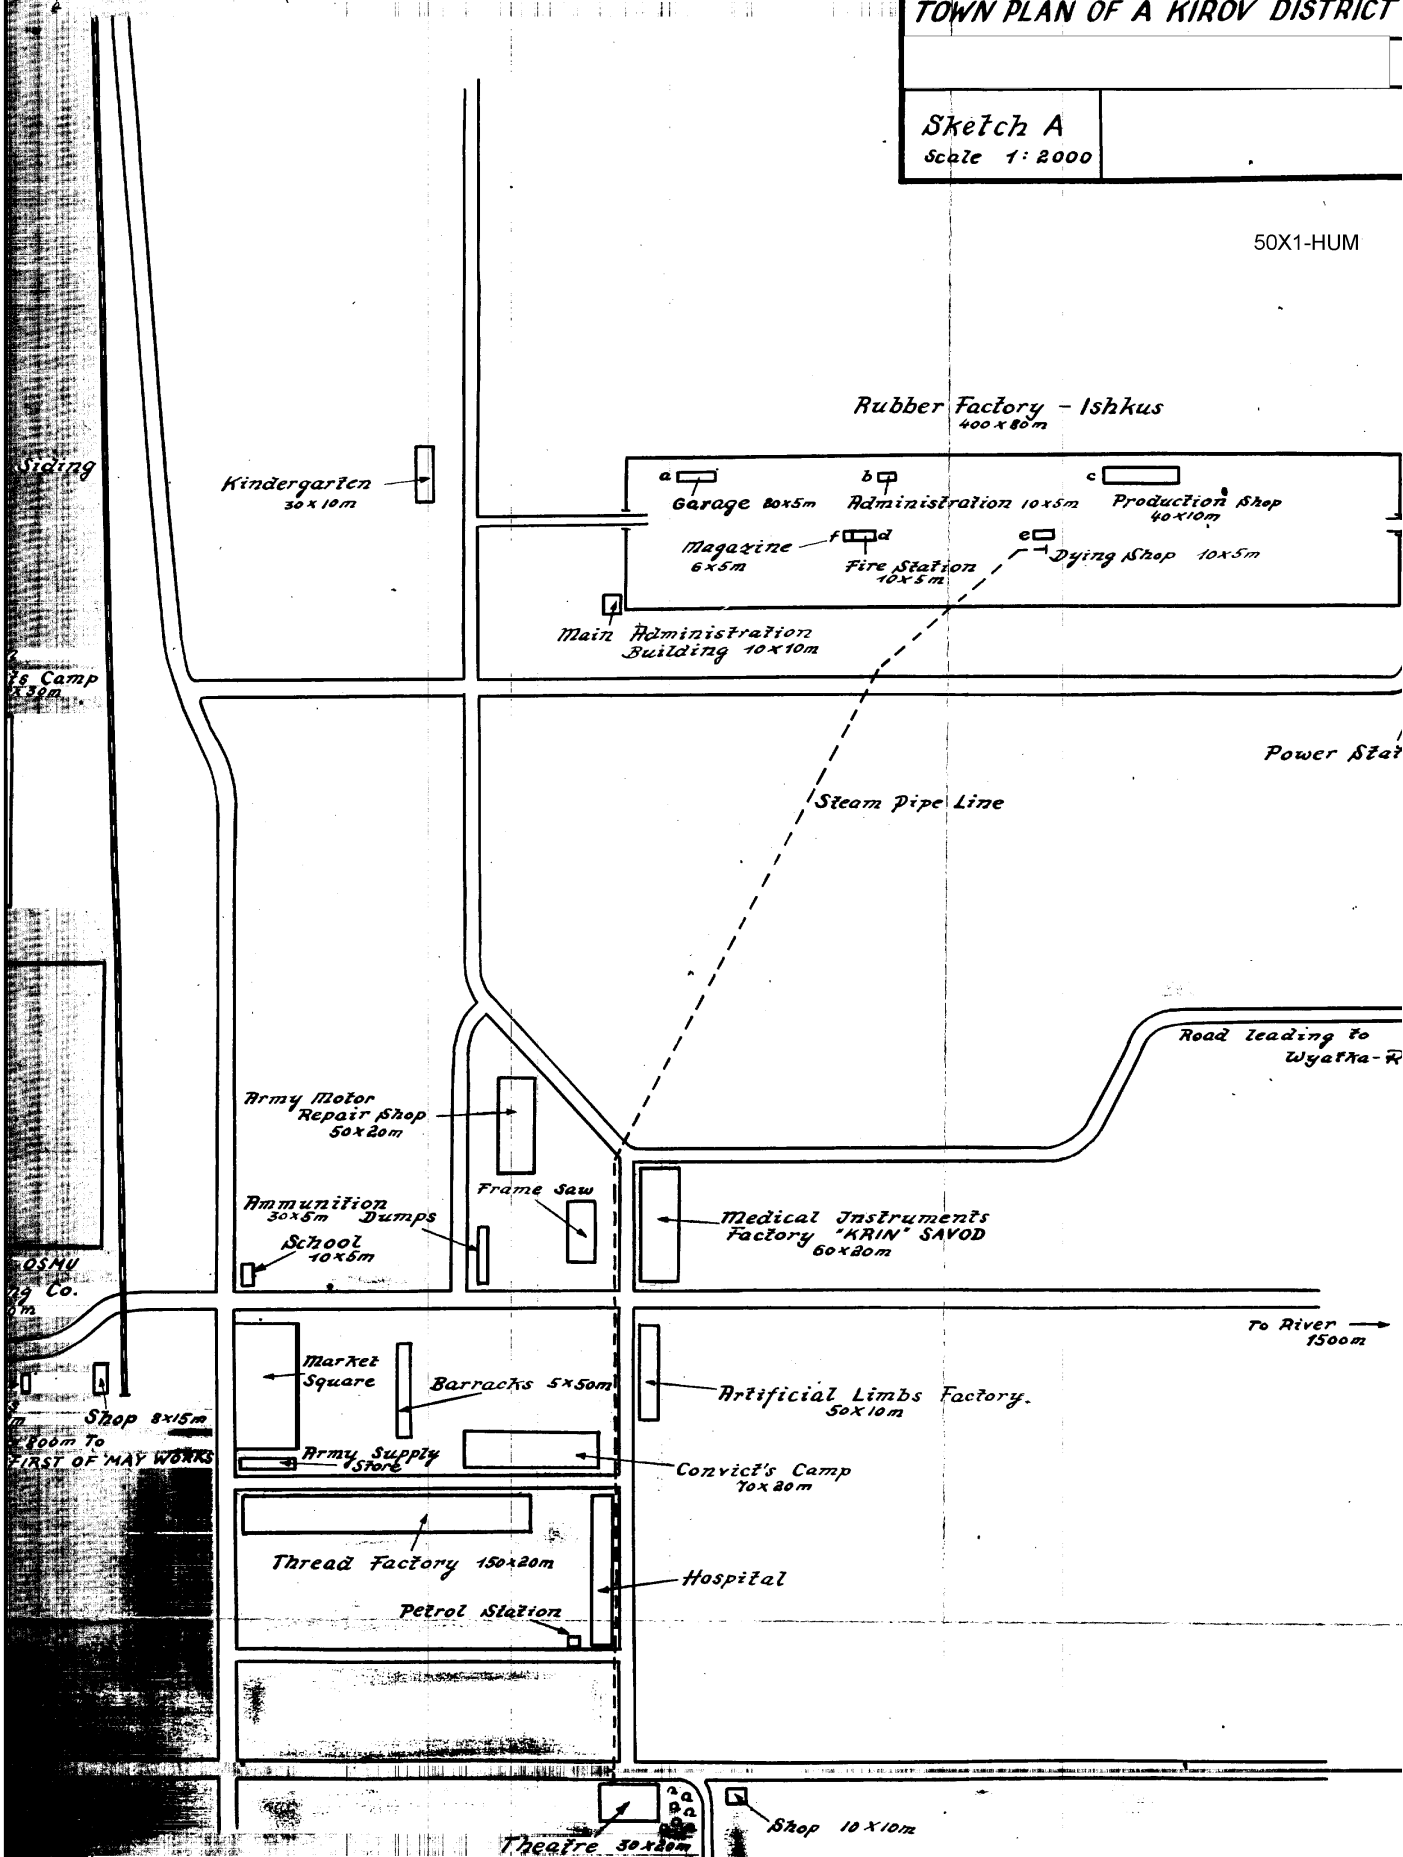 TOWN PLAN OF A KIROV DISTRICT
Sketch A
Scale 1:2000
50X1-HUM
Rubber Factory - Ishkus
400 x 80m
Siding
Kindergarten
30 x 10m
a
Garage 20x5m
b
Administration 10x5m
c
Production Shop
40x10m
Magazine
6x5m
f
d
Fire Station
10x5m
e
Dying Shop 10x5m
Main Administration
Building 10x10m
Camp
x30m
Power Stat
Steam Pipe Line
Road leading to
Wyatka-R
Army Motor
Repair Shop
50x20m
Frame Saw
Ammunition
30x5m Dumps
School
10x5m
Medical Instruments
Factory "KRIN" SAVOD
60x20m
OSMU
Co.
To River
1500m
Market
Square
Barracks 5x50m
Artificial Limbs Factory.
50x10m
Shop 8x15m
800m To
FIRST OF MAY WORKS
Army Supply
Store
Convict's Camp
70x20m
Thread Factory 150x20m
Hospital
Petrol Station
Theatre 30x20m
Shop 10x10m